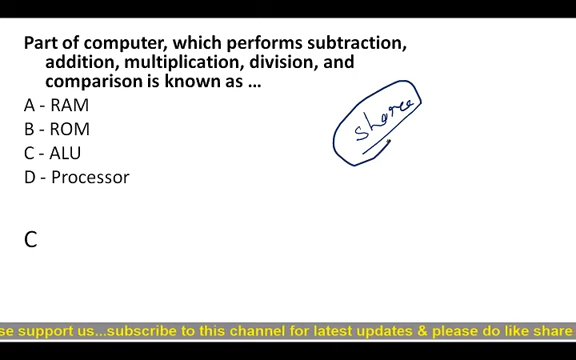 Part of computer, which performs subtraction,
addition, multiplication, division, and
comparison is known as ...
A - RAM
B - ROM
C - ALU
D - Processor
share
C
se support us...subscribe to this channel for latest updates & please do like share